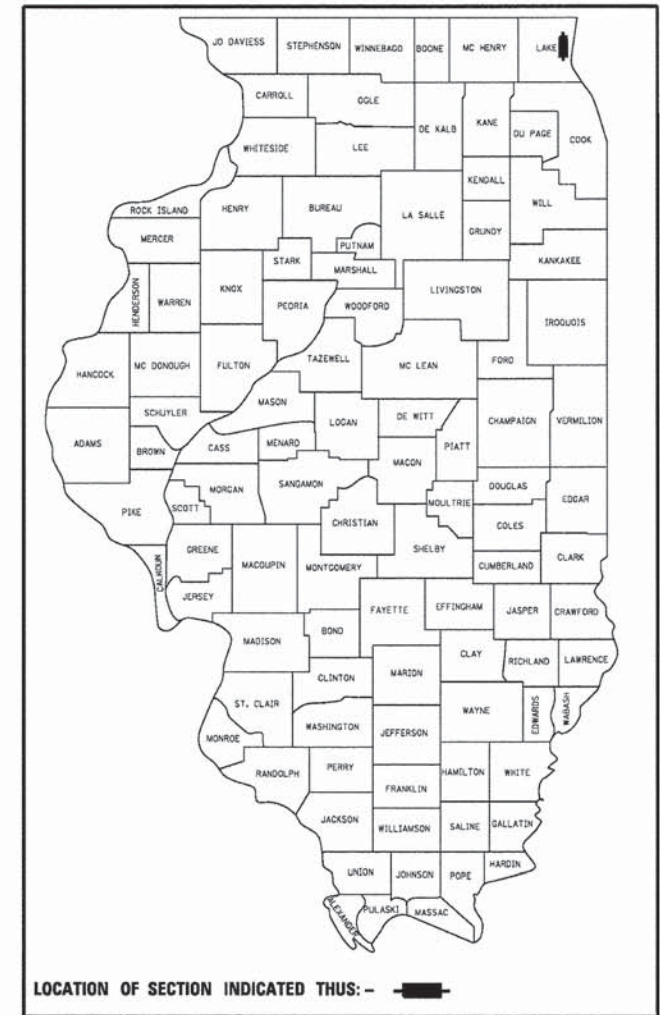 JO DAVIESS STEPHENSON WINNEBAGO BOONE MC HENRY LAKE
CARROLL OGLE DE KALB KANE DU PAGE COOK
WHITESIDE LEE
KENDALL WILL
ROCK ISLAND HENRY BUREAU LA SALLE GRUNDY
MERCER PUTNAM KANKAKEE
STARK MARSHALL
HENDERSON WARREN KNOX PEORIA WOODFORD LIVINGSTON IROQUOIS
HANCOCK MC DONOUGH FULTON TAZEWELL MC LEAN FORD
MASON
SCHUYLER LOGAN DE WITT CHAMPAIGN VERMILION
ADAMS BROWN CASS MENARD PIATT
MACON
MORGAN SANGAMON DOUGLAS EDGAR
PIKE SCOTT CHRISTIAN MOULTRIE COLES
GREENE SHELBY
CALHOUN MACOUPIN MONTGOMERY CUMBERLAND CLARK
JERSEY FAYETTE EFFINGHAM JASPER CRAWFORD
MADISON BOND
CLAY RICHLAND LAWRENCE
CLINTON MARION
ST. CLAIR WAYNE EDWARDS WABASH
WASHINGTON JEFFERSON
MONROE
RANDOLPH PERRY HAMILTON WHITE
FRANKLIN
JACKSON WILLIAMSON SALINE GALLATIN
UNION JOHNSON POPE HARDIN
ALEXANDER PULASKI MASSAC
LOCATION OF SECTION INDICATED THUS: -